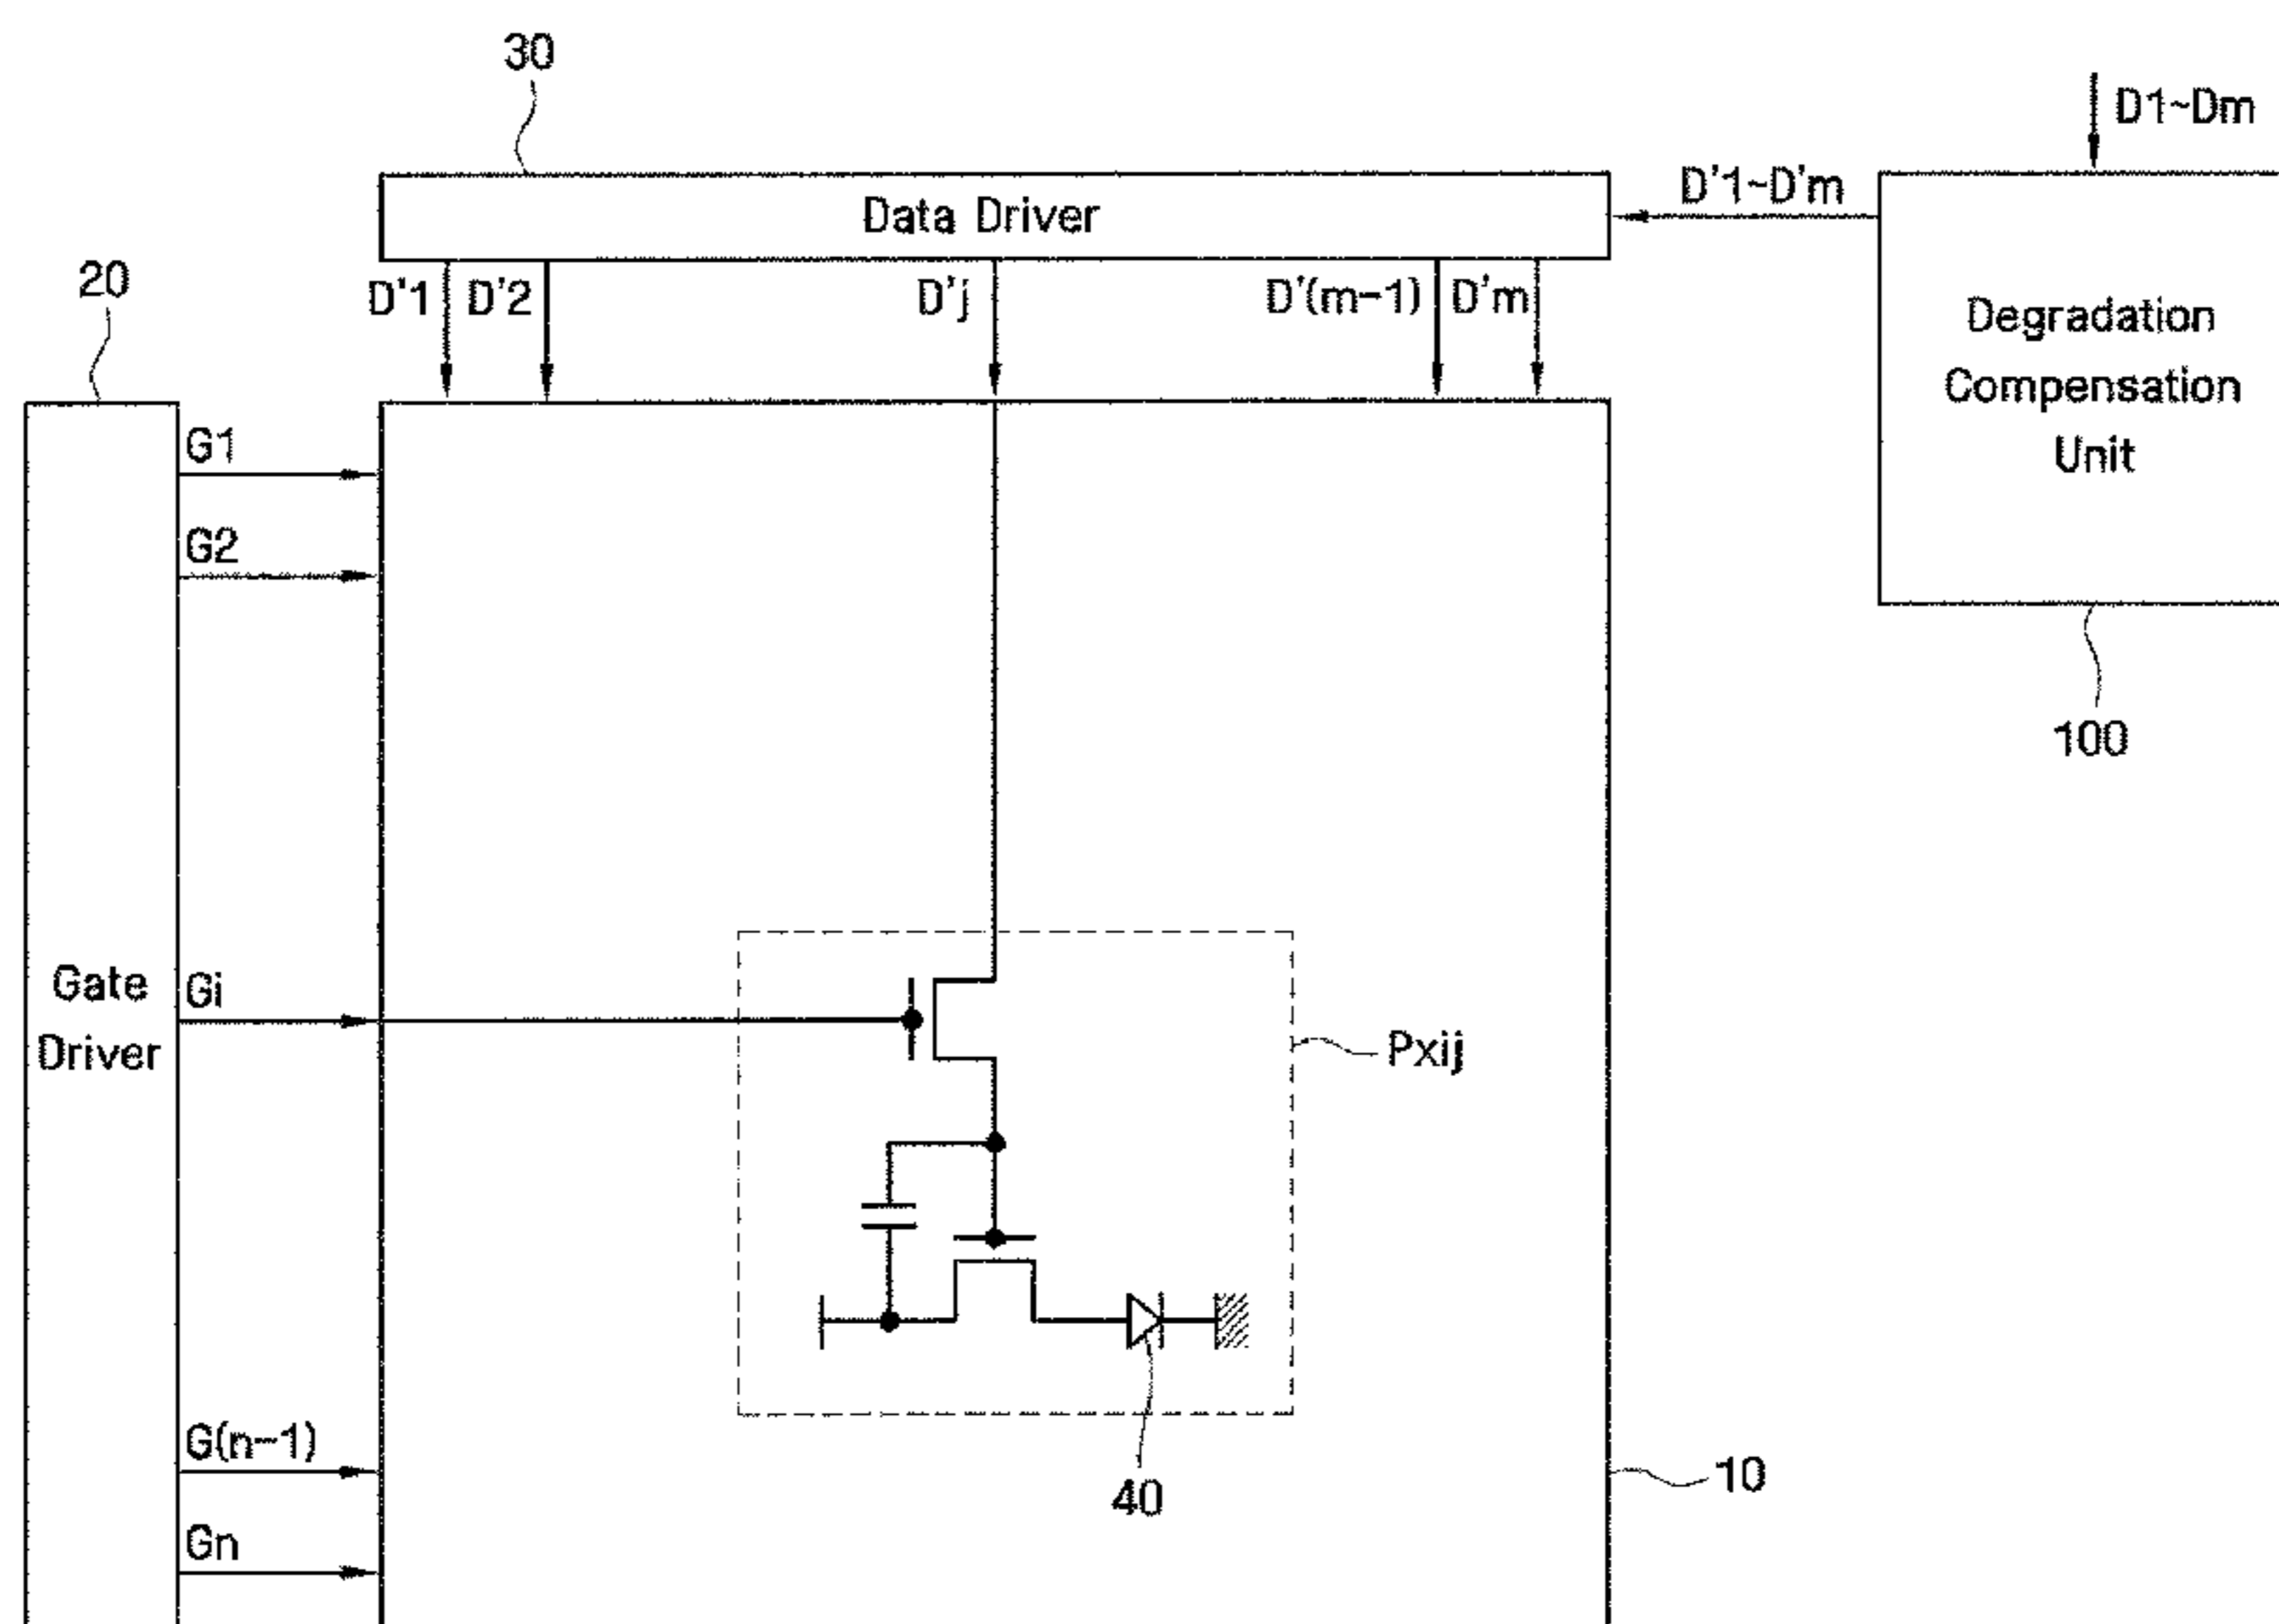 30
D1~Dm
D'1~D'm
Data Driver
20
D'1
D'2
D'j
D'(m-1)
D'm
Degradation
Compensation
Unit
G1
G2
100
Gate
Driver
Gi
Pxij
G(n-1)
40
10
Gn